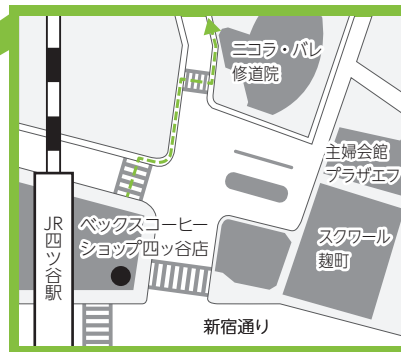 ニコラ・バレ
修道院
主婦会館
プラザエフ
ベックスコーヒー
ショップ四ッ谷店
JR四ツ谷駅
スクワール
麹町
新宿通り